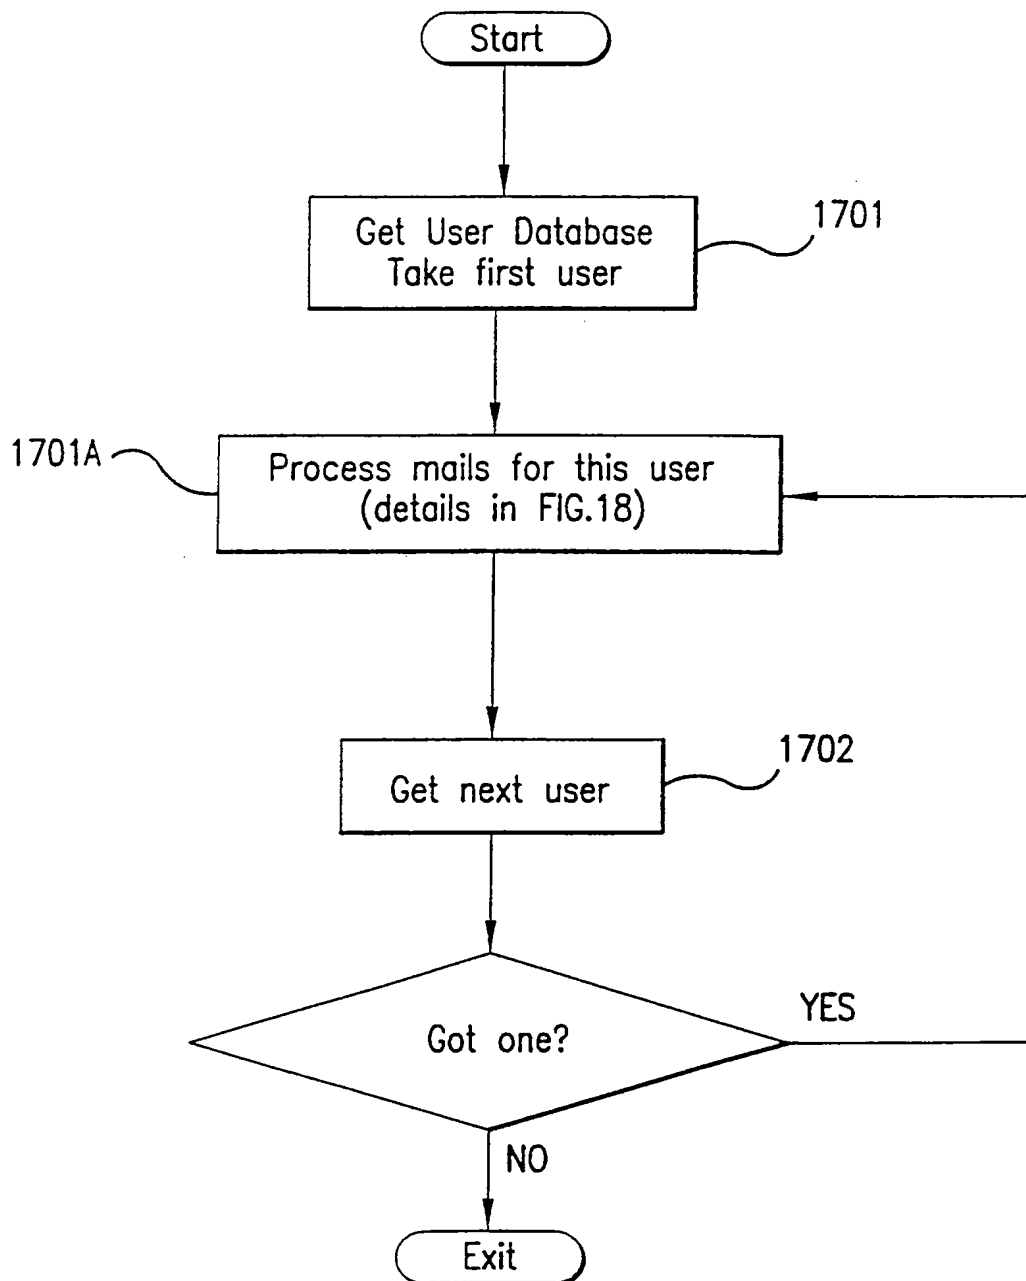 Start
Get User Database
Take first user
1701
1701A
Process mails for this user
(details in FIG.18)
1702
Get next user
Got one?
YES
NO
Exit